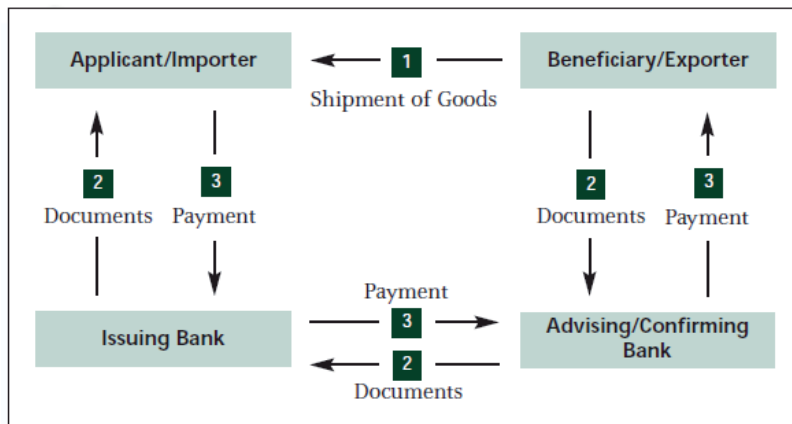 Applicant/Importer
1
Beneficiary/Exporter
Shipment of Goods
2
3
2
3
Documents
Payment
Documents
Payment
Payment
Issuing Bank
3
Advising/Confirming
Bank
2
Documents